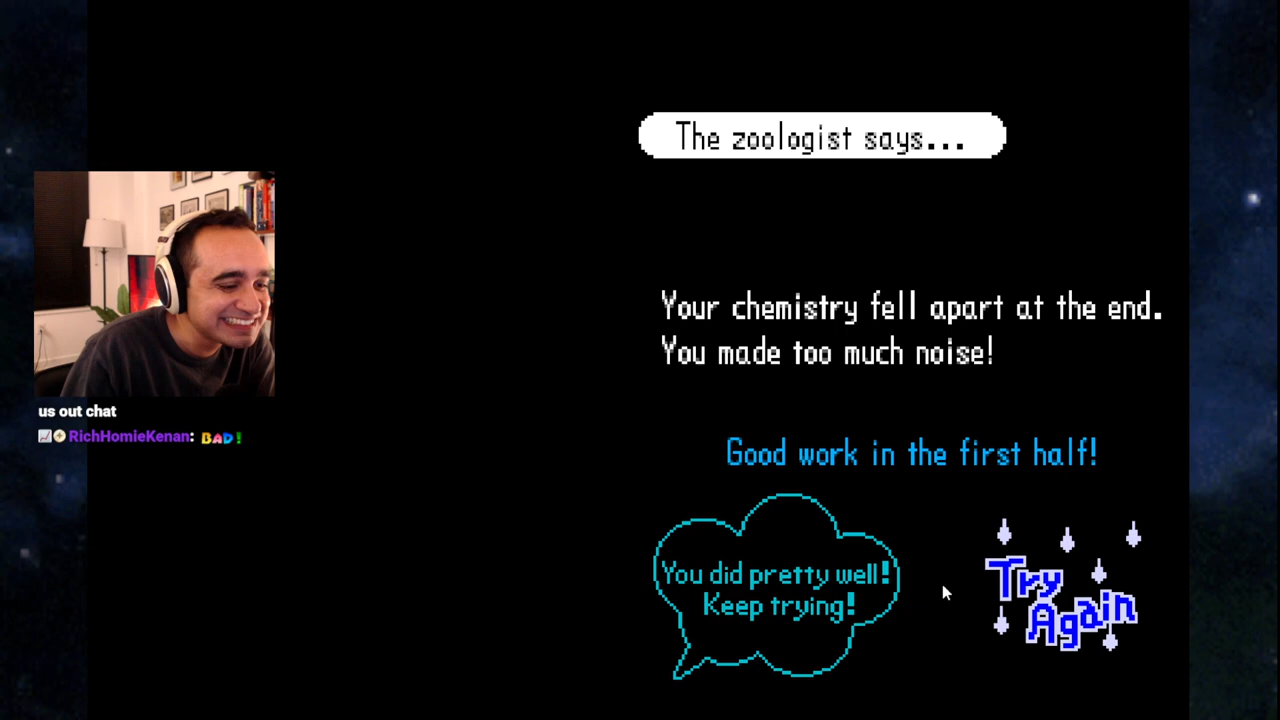 The zoologist says...
Your chemistry fell apart at the end.
You made too much noise!
us out chat
RichHomieKenan: BAD!
Good work in the first half!
You did pretty well!
Keep trying!
Try
Again